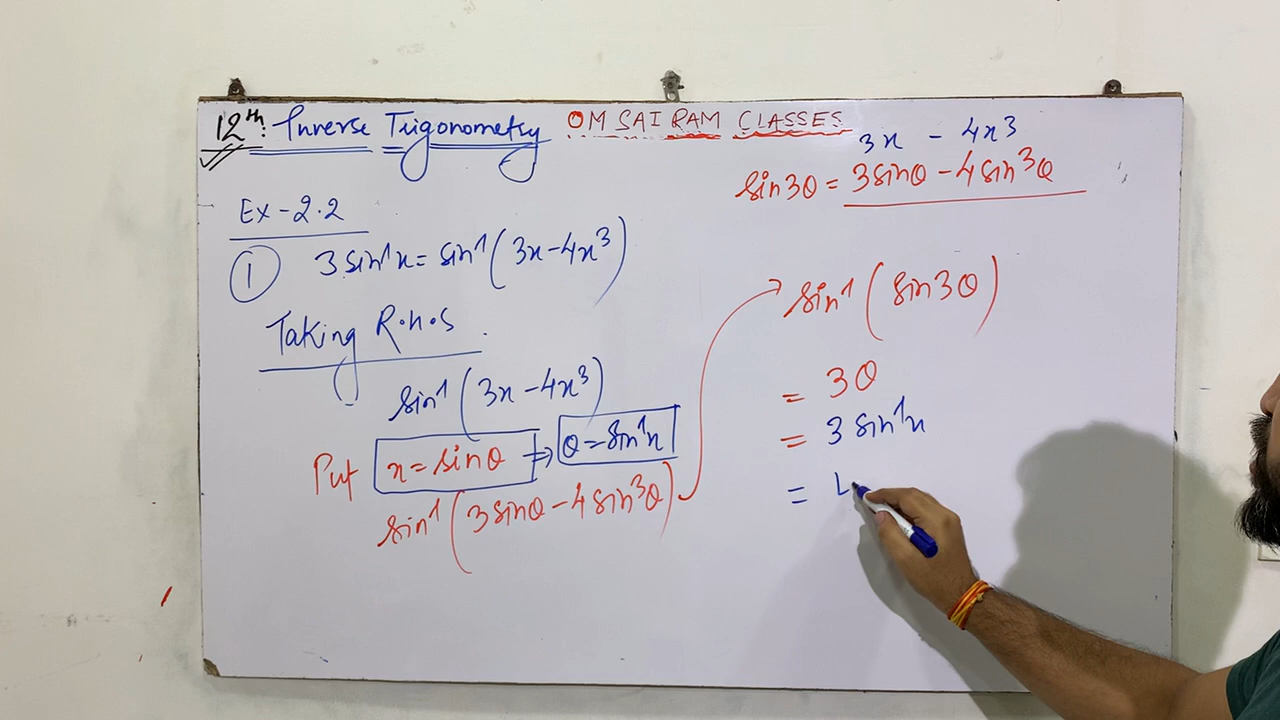 12th: Inverse Trigonometry OM SAI RAM CLASSES
3x - 4x³
sin3θ = 3sinθ - 4sin³θ
Ex-2.2
① 3sin⁻¹x = sin⁻¹(3x-4x³)
Taking R.H.S
sin⁻¹(3x-4x³)
Put x=sinθ ⇒ θ=sin⁻¹x
sin⁻¹(3sinθ-4sin³θ)
sin⁻¹(sin3θ)
= 3θ
= 3sin⁻¹x
= L